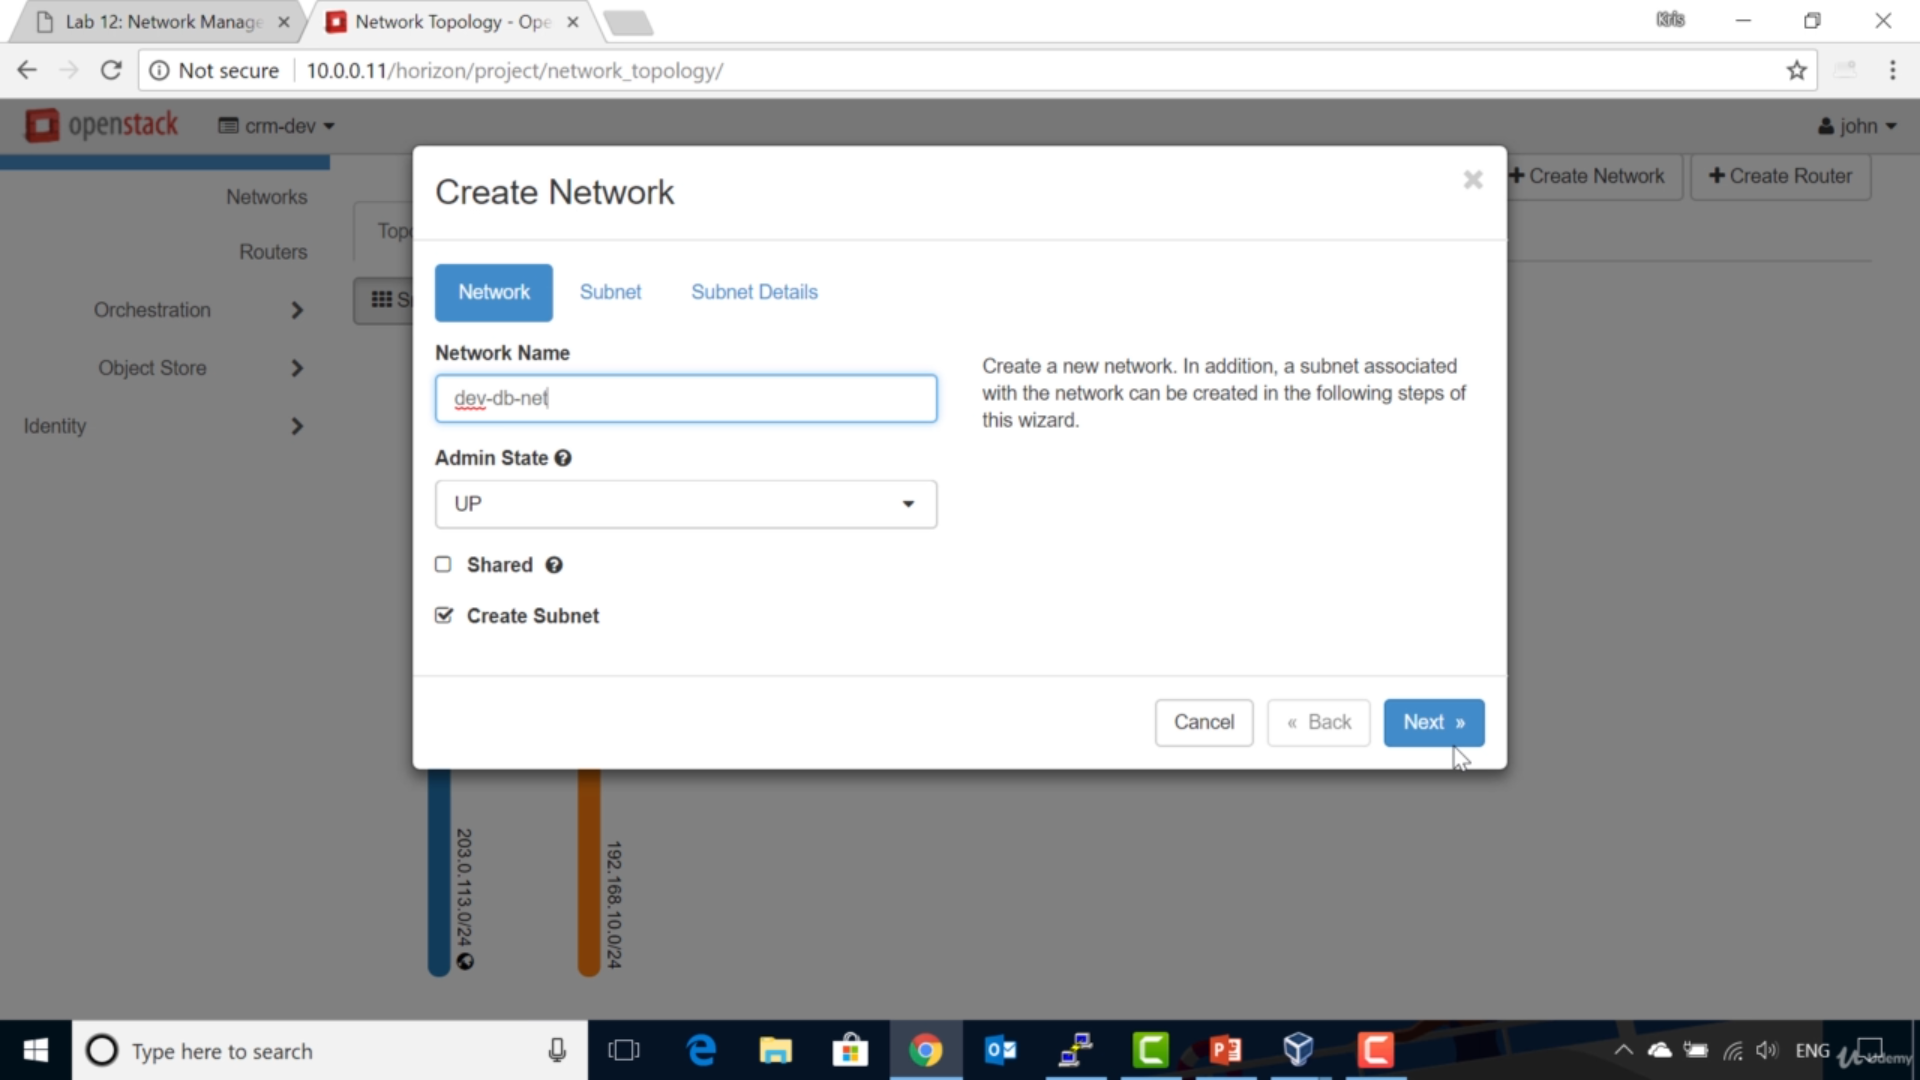 Lab 12: Network Manage
Network Topology - Ope
Kris
Not secure
10.0.0.11/horizon/project/network_topology/
openstack
crm-dev
john
Networks
Routers
Orchestration
Object Store
Identity
Create Network
Create Router
Create Network
Network
Subnet
Subnet Details
Network Name
dev-db-net
Admin State
UP
Shared
Create Subnet
Create a new network. In addition, a subnet associated
with the network can be created in the following steps of
this wizard.
Cancel
« Back
Next »
203.0.113.0/24
192.168.10.0/24
Type here to search
ENG
Udemy